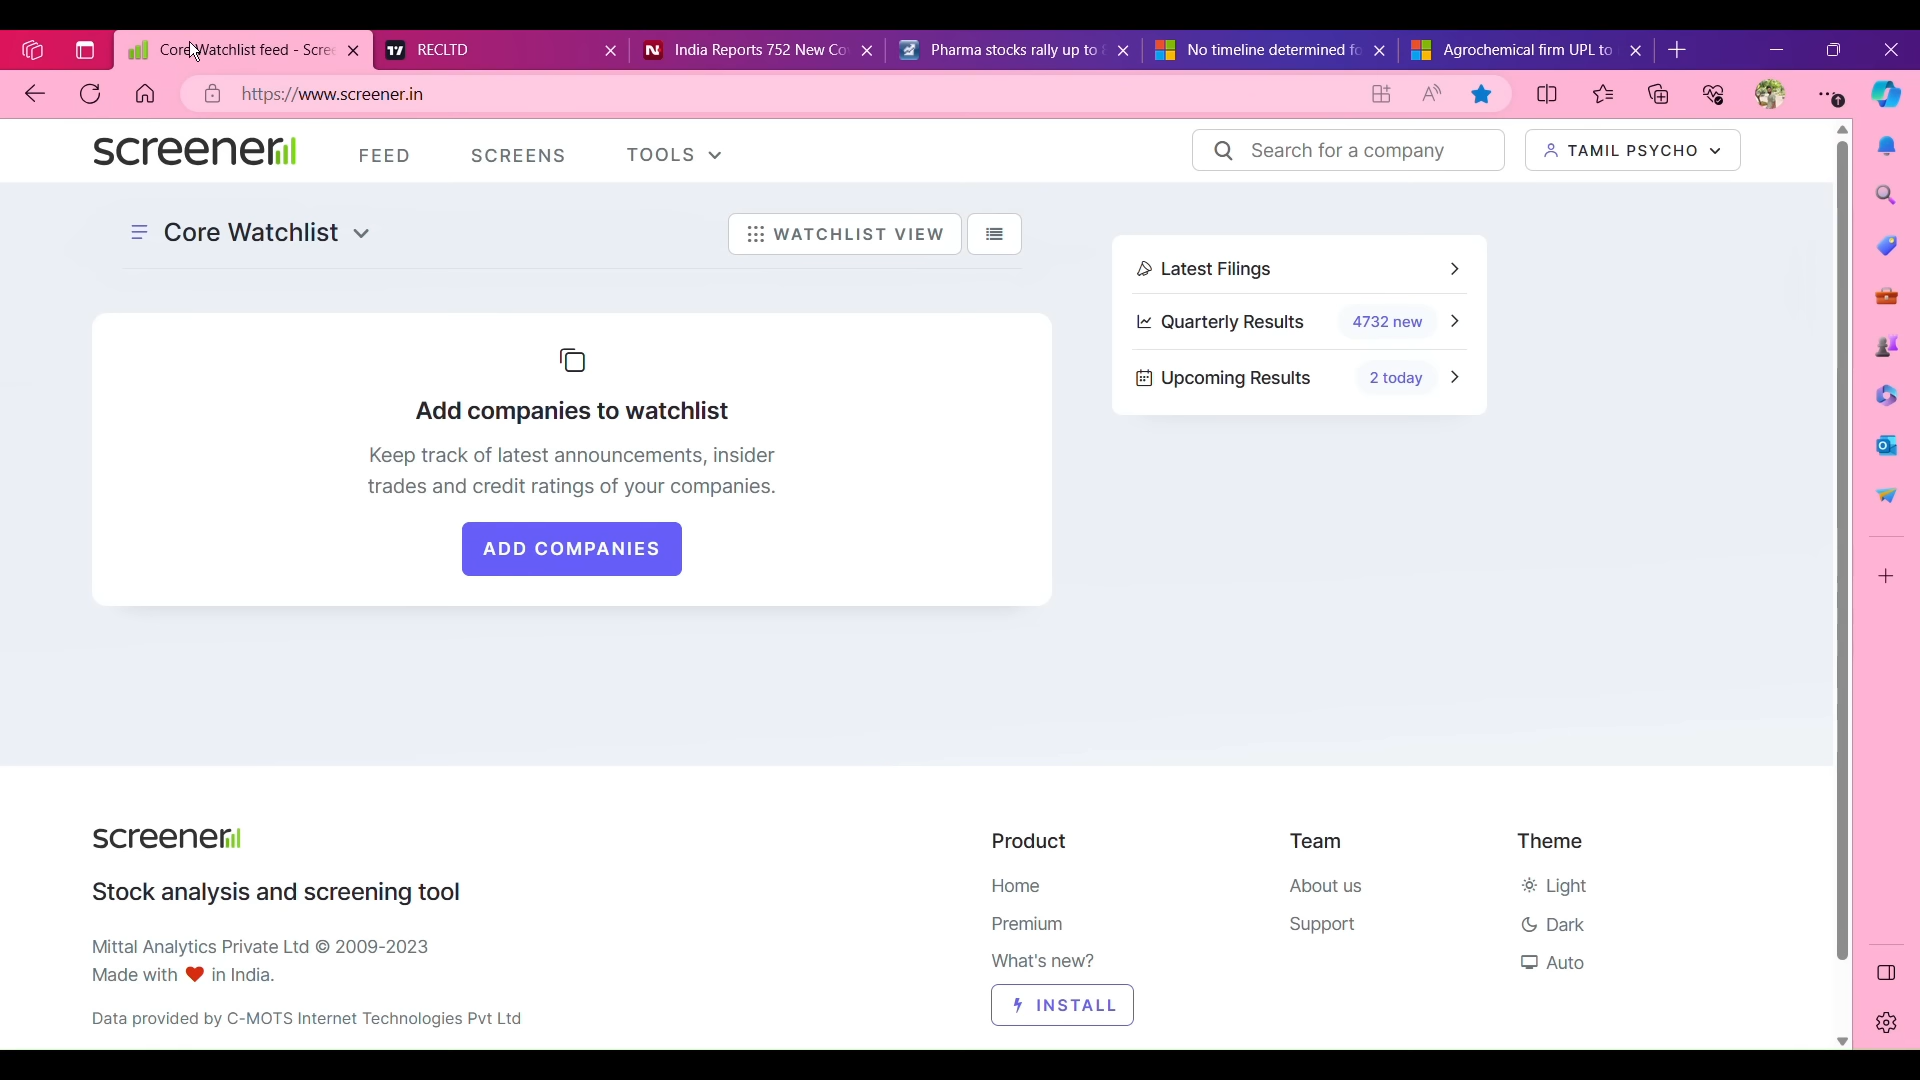 Core Watchlist feed - Scree
RECLTD
India Reports 752 New Co
Pharma stocks rally up to 8
No timeline determined fo
Agrochemical firm UPL to
https://www.screener.in
screener
FEED
SCREENS
TOOLS
Search for a company
TAMIL PSYCHO
Core Watchlist
WATCHLIST VIEW
Latest Filings
Quarterly Results
4732 new
Upcoming Results
2 today
Add companies to watchlist
Keep track of latest announcements, insider
trades and credit ratings of your companies.
ADD COMPANIES
screener
Stock analysis and screening tool
Mittal Analytics Private Ltd © 2009-2023
Made with ❤ in India.
Data provided by C-MOTS Internet Technologies Pvt Ltd
Product
Home
Premium
What's new?
INSTALL
Team
About us
Support
Theme
Light
Dark
Auto